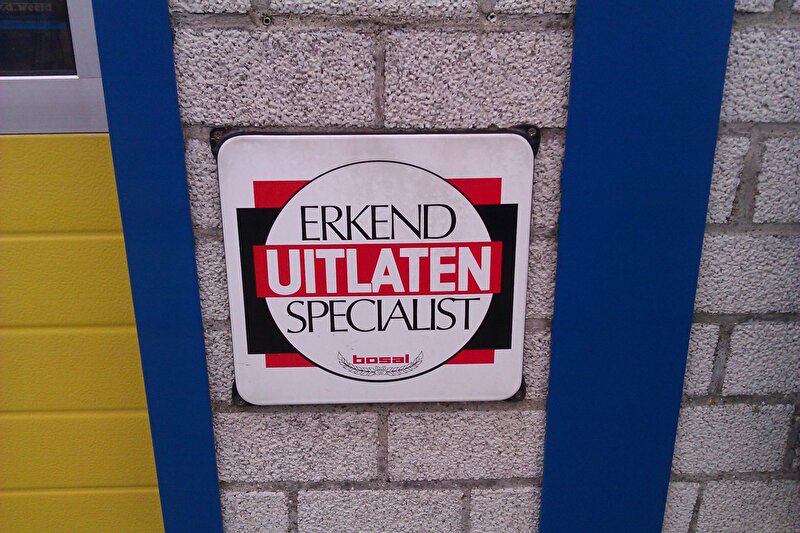 ERKEND
UITLATEN
SPECIALIST
bosal